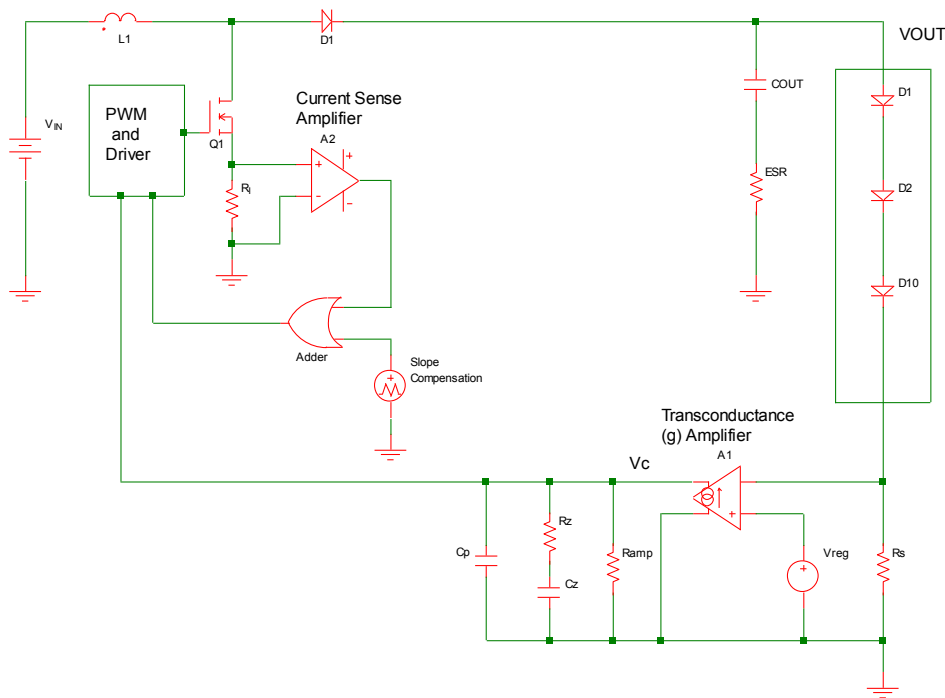 L1
D1
VOUT
COUT
D1
PWM
and
Driver
Current Sense
Amplifier
A2
VIN
Q1
+
+
-
-
Ri
ESR
D2
D10
Adder
+
Slope
Compensation
Transconductance
(g) Amplifier
A1
Vc
+
Rz
Cp
Ramp
Vreg
+
Rs
Cz